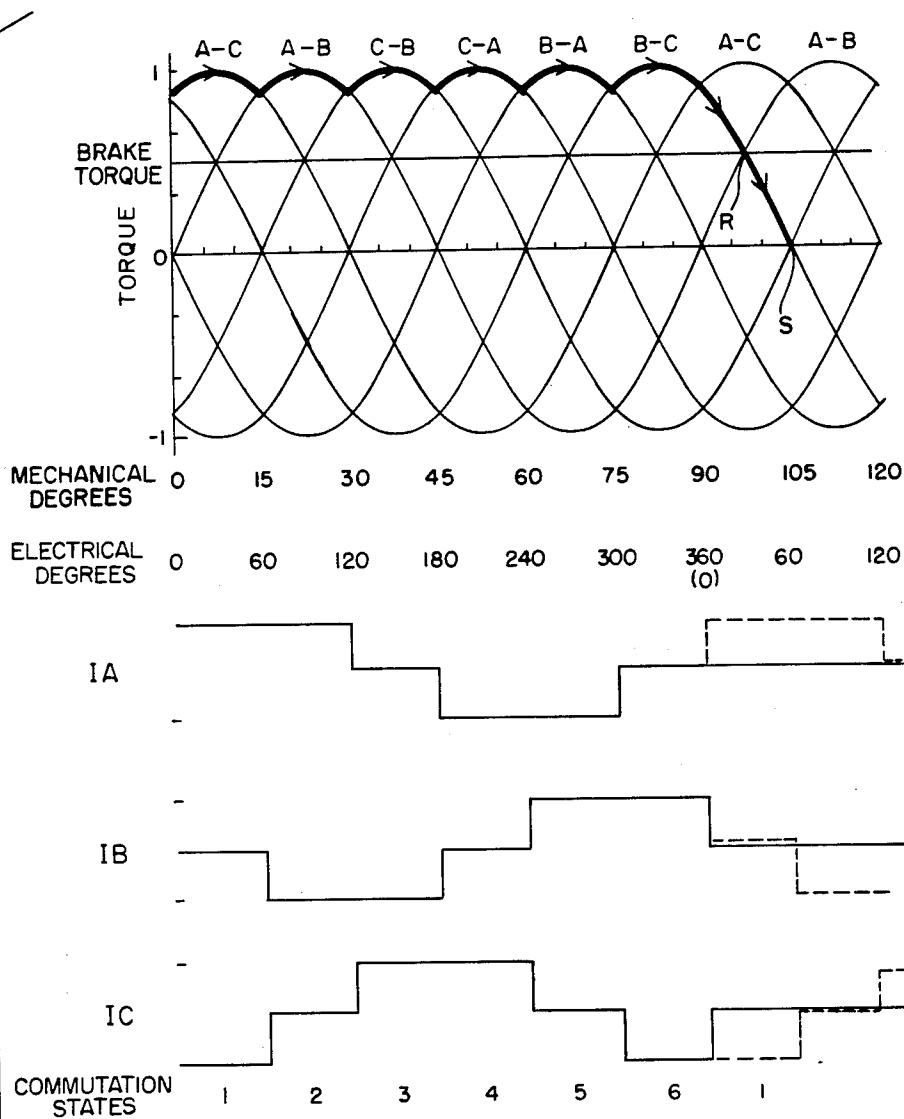 A-C A-B C-B C-A B-A B-C A-C A-B
1
BRAKE
TORQUE
TORQUE
R
0
S
-1
MECHANICAL
DEGREES
0 15 30 45 60 75 90 105 120
ELECTRICAL
DEGREES
0 60 120 180 240 300 360 60 120
(0)
IA
IB
IC
COMMUTATION
STATES
1 2 3 4 5 6 1